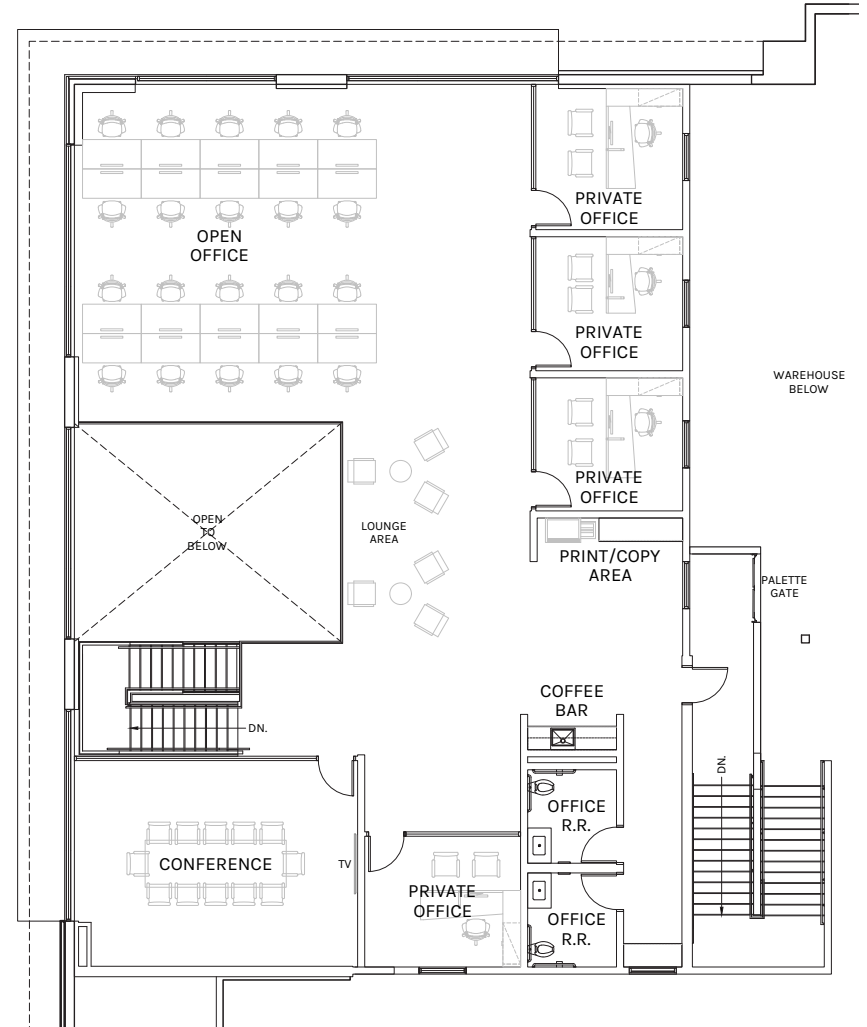 PRIVATE
OFFICE
OPEN
OFFICE
PRIVATE
OFFICE
WAREHOUSE
BELOW
PRIVATE
OFFICE
OPEN
TO
BELOW
LOUNGE
AREA
PRINT/COPY
AREA
PALETTE
GATE
COFFEE
BAR
DN.
DN.
OFFICE
R.R.
CONFERENCE
TV
PRIVATE
OFFICE
OFFICE
R.R.